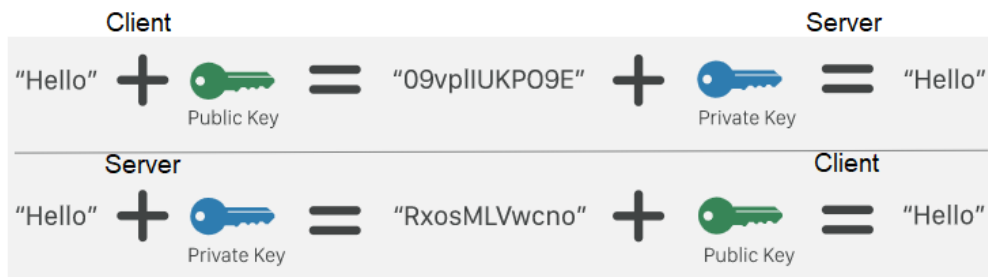 Client Server
"Hello" + = "09vplIUKPO9E" + = "Hello"
Public Key Private Key
Server Client
"Hello" + = "RxosMLVwcno" + = "Hello"
Private Key Public Key